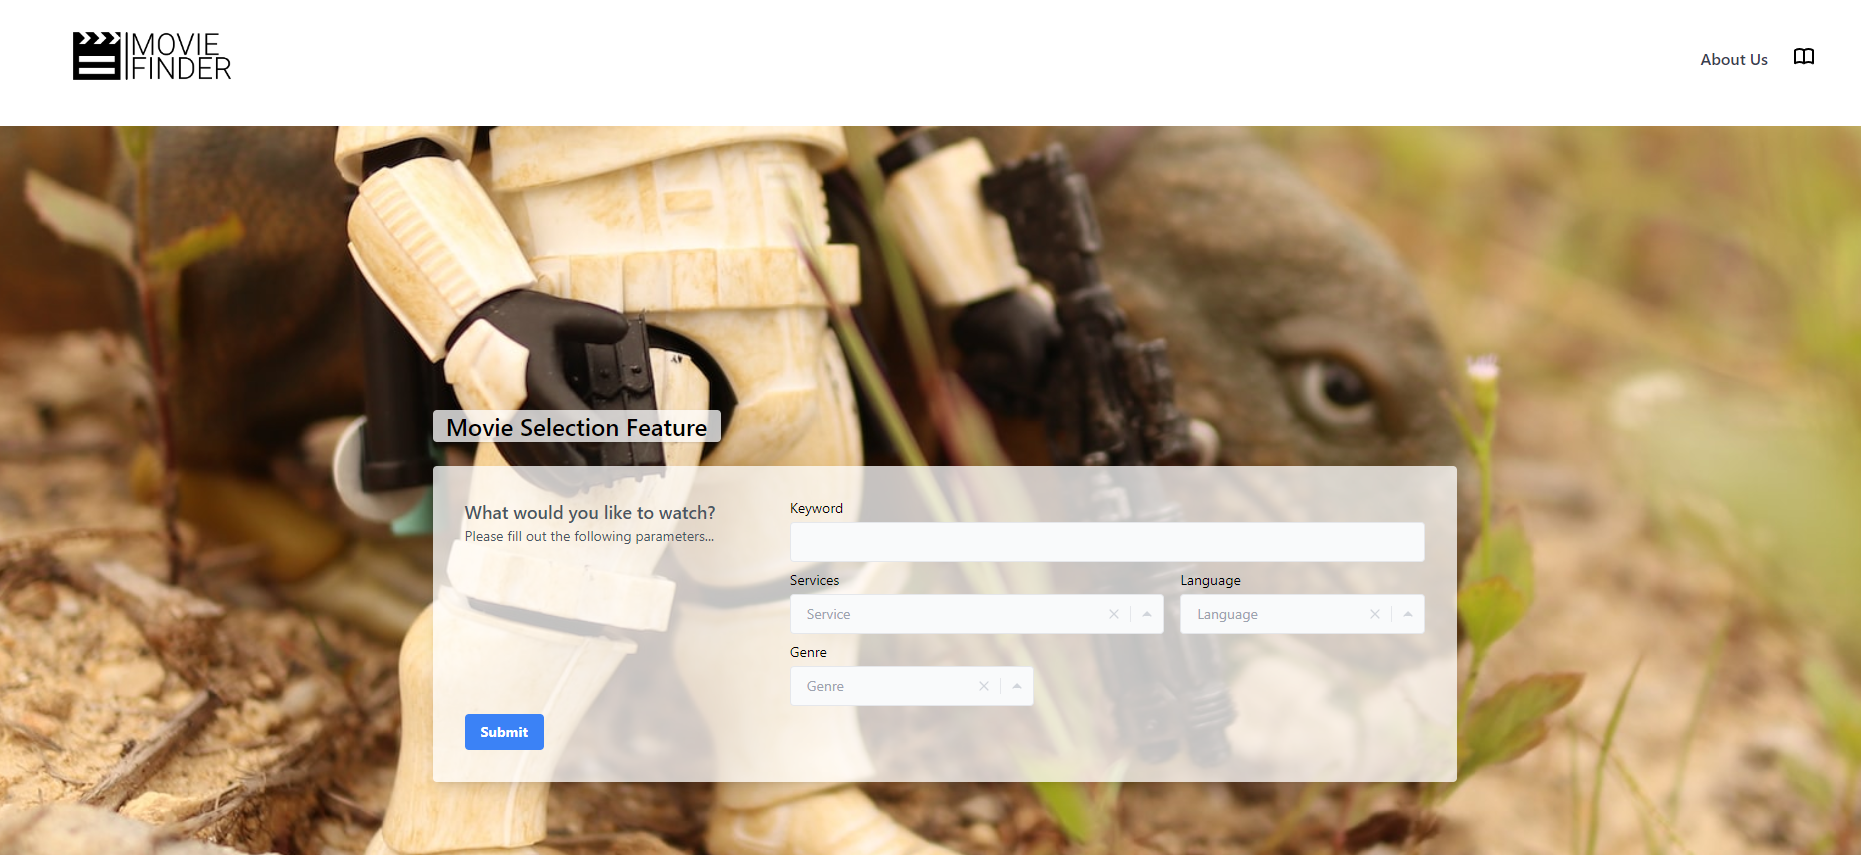 MOVIE
FINDER
About Us
Movie Selection Feature
What would you like to watch?
Please fill out the following parameters...
Keyword
Services
Language
Service
Language
Genre
Genre
Submit